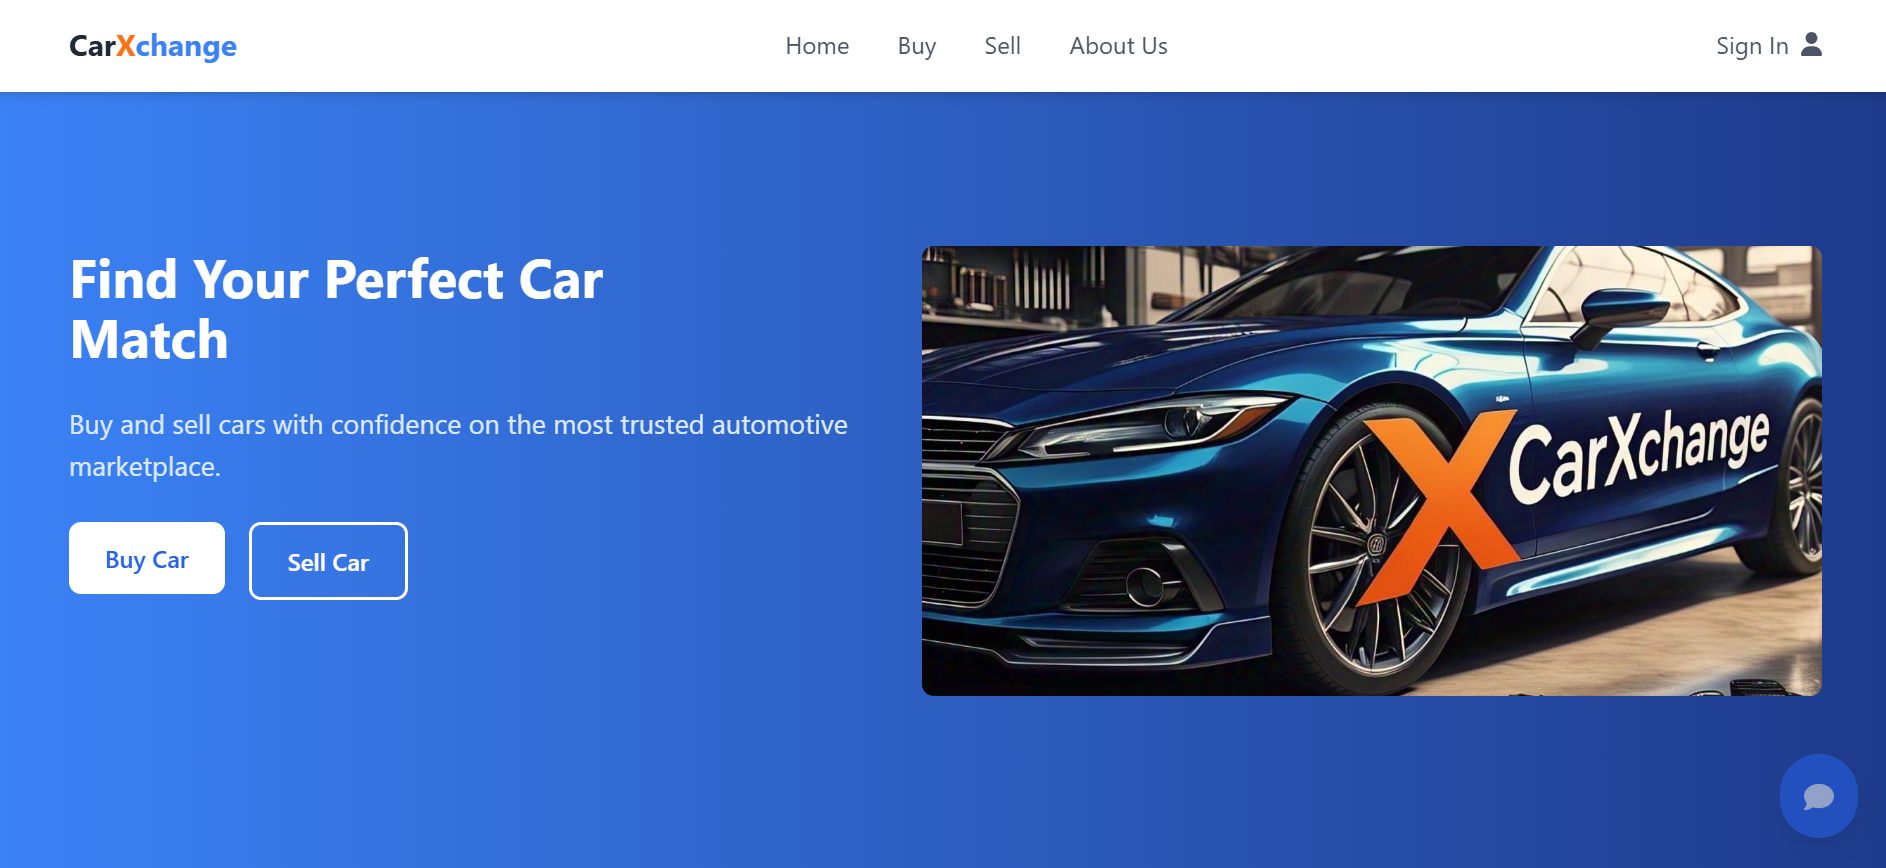 CarXchange
Home
Buy
Sell
About Us
Sign In
Find Your Perfect Car
Match
Buy and sell cars with confidence on the most trusted automotive
marketplace.
Buy Car
Sell Car
X CarXchange